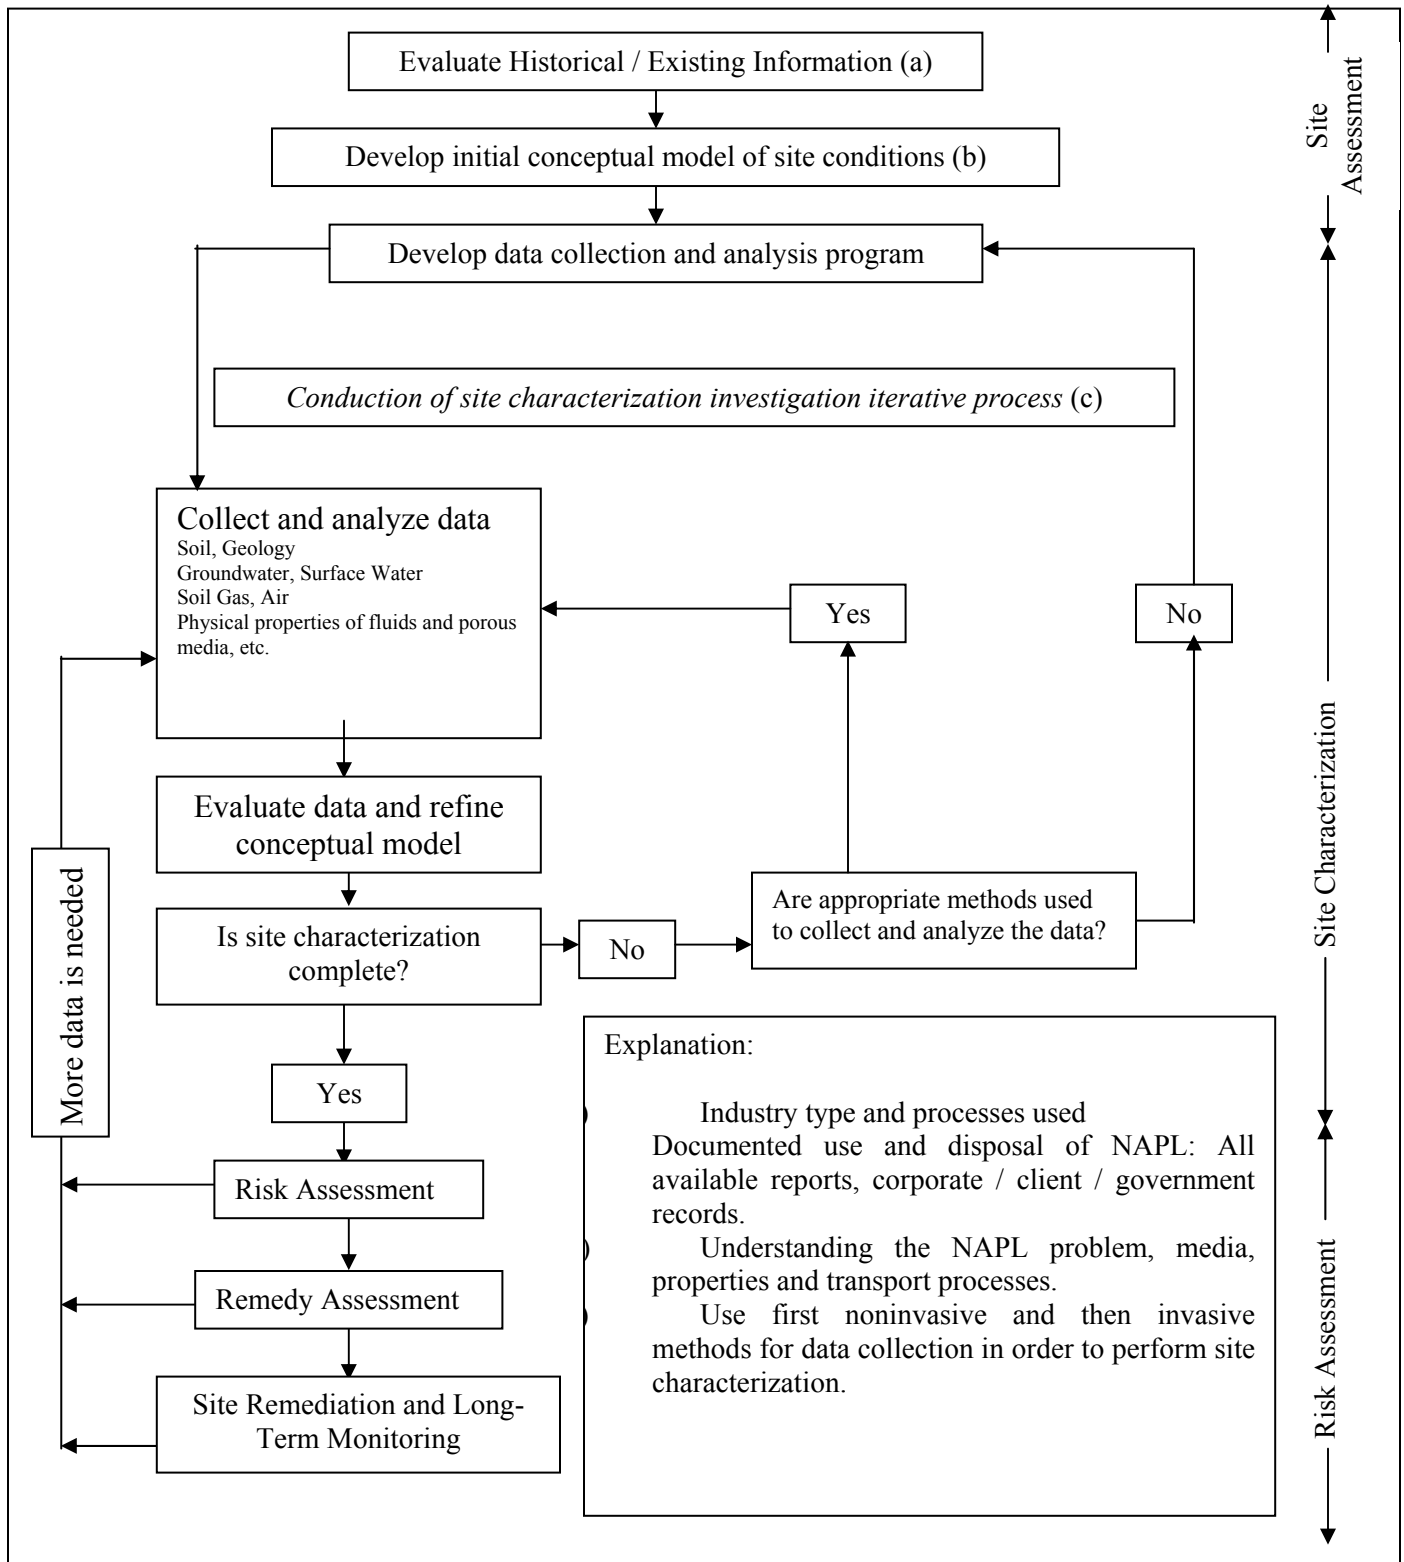 Evaluate Historical / Existing Information (a)
Develop initial conceptual model of site conditions (b)
Develop data collection and analysis program
Conduction of site characterization investigation iterative process (c)
Collect and analyze data
Soil, Geology
Groundwater, Surface Water
Soil Gas, Air
Physical properties of fluids and porous
media, etc.
Yes
No
Evaluate data and refine
conceptual model
Is site characterization
complete?
No
Are appropriate methods used
to collect and analyze the data?
More data is needed
Yes
Risk Assessment
Remedy Assessment
Site Remediation and Long-
Term Monitoring
Explanation:
) Industry type and processes used
Documented use and disposal of NAPL: All
available reports, corporate / client / government
records.
) Understanding the NAPL problem, media,
properties and transport processes.
) Use first noninvasive and then invasive
methods for data collection in order to perform site
characterization.
Site
Assessment
Site Characterization
Risk Assessment